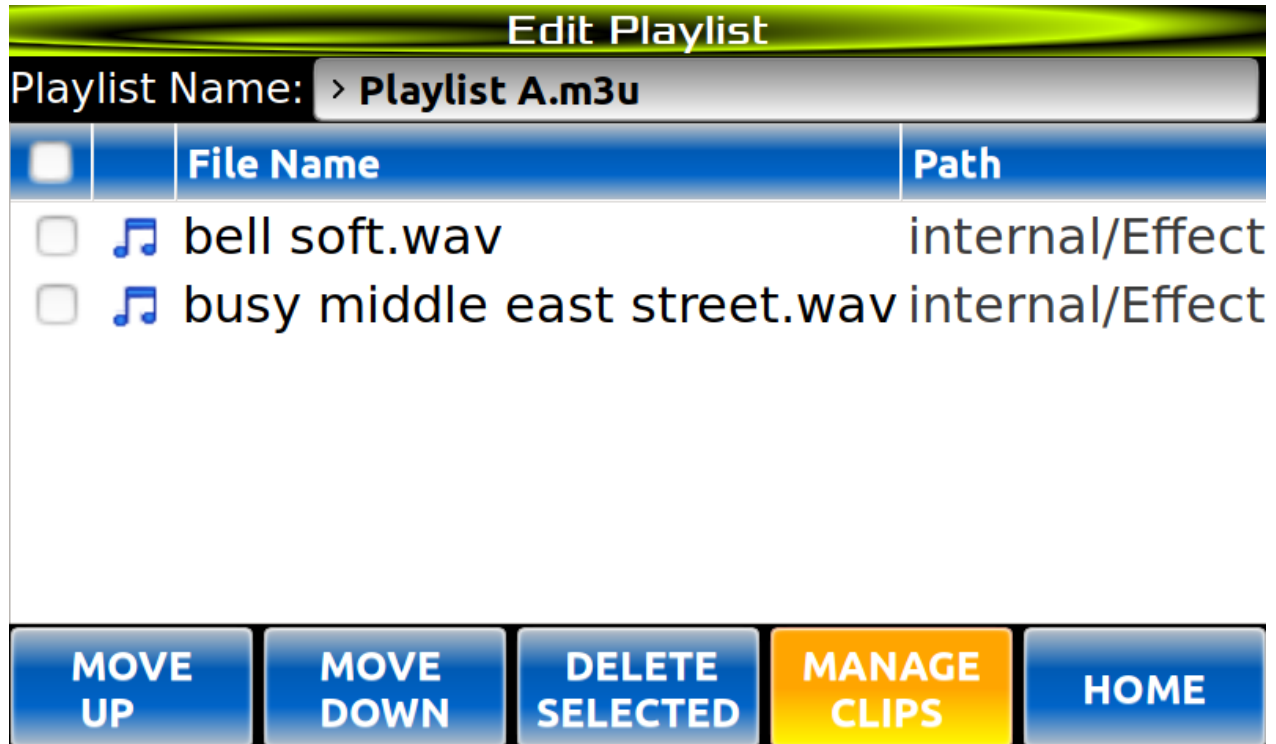 Edit Playlist
Playlist Name: > Playlist A.m3u
File Name Path
bell soft.wav internal/Effect
busy middle east street.wav internal/Effect
MOVE UP
MOVE DOWN
DELETE SELECTED
MANAGE CLIPS
HOME